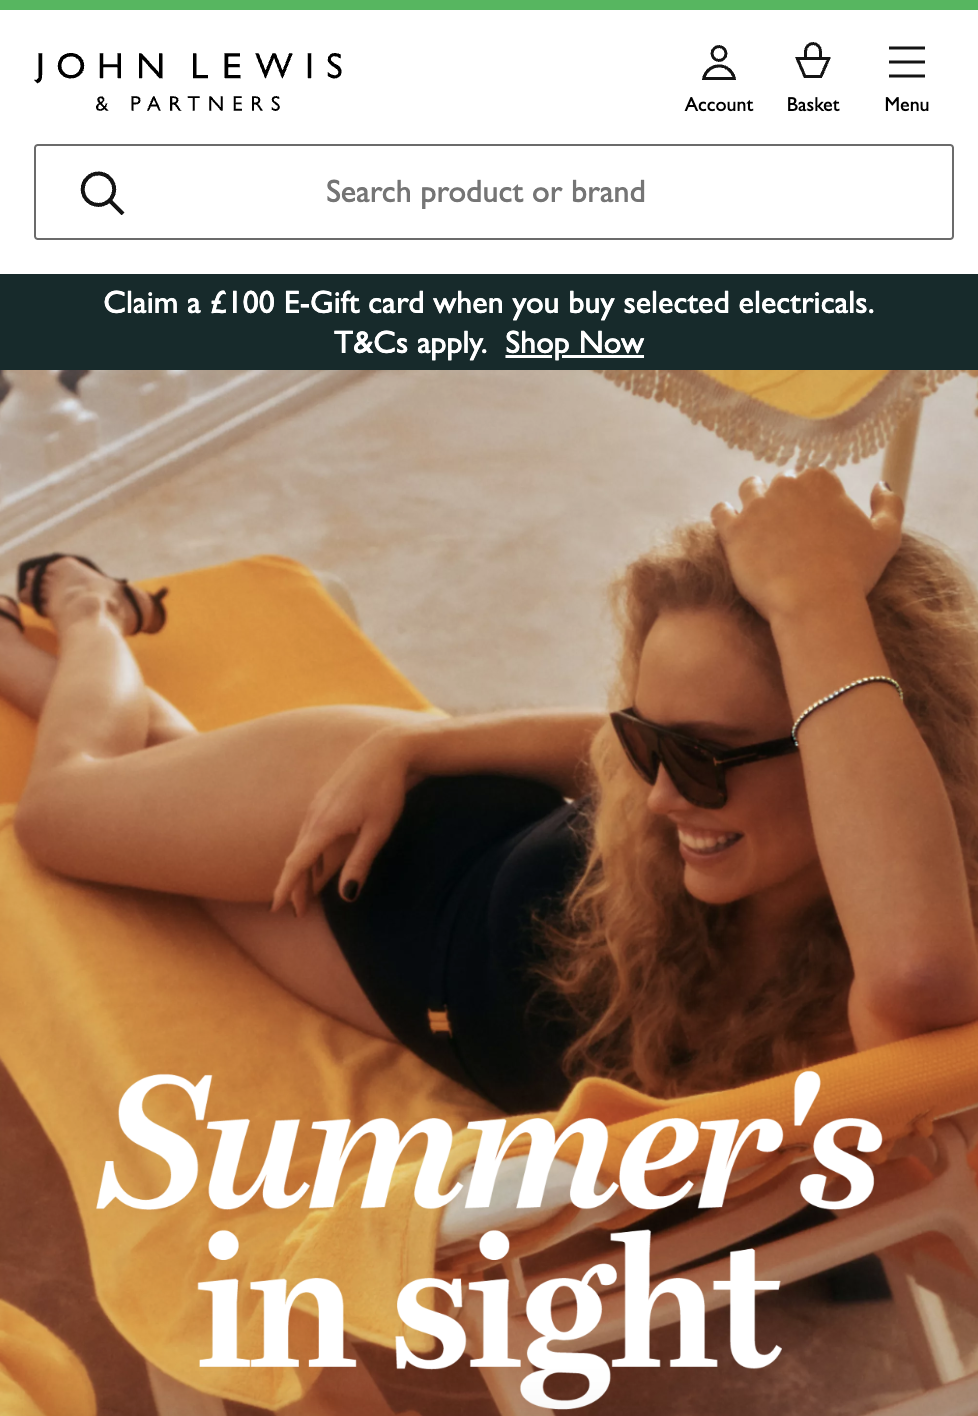 JOHN LEWIS
& PARTNERS
Account
Basket
Menu
Search product or brand
Claim a £100 E-Gift card when you buy selected electricals.
T&Cs apply. Shop Now
Summer's
in sight